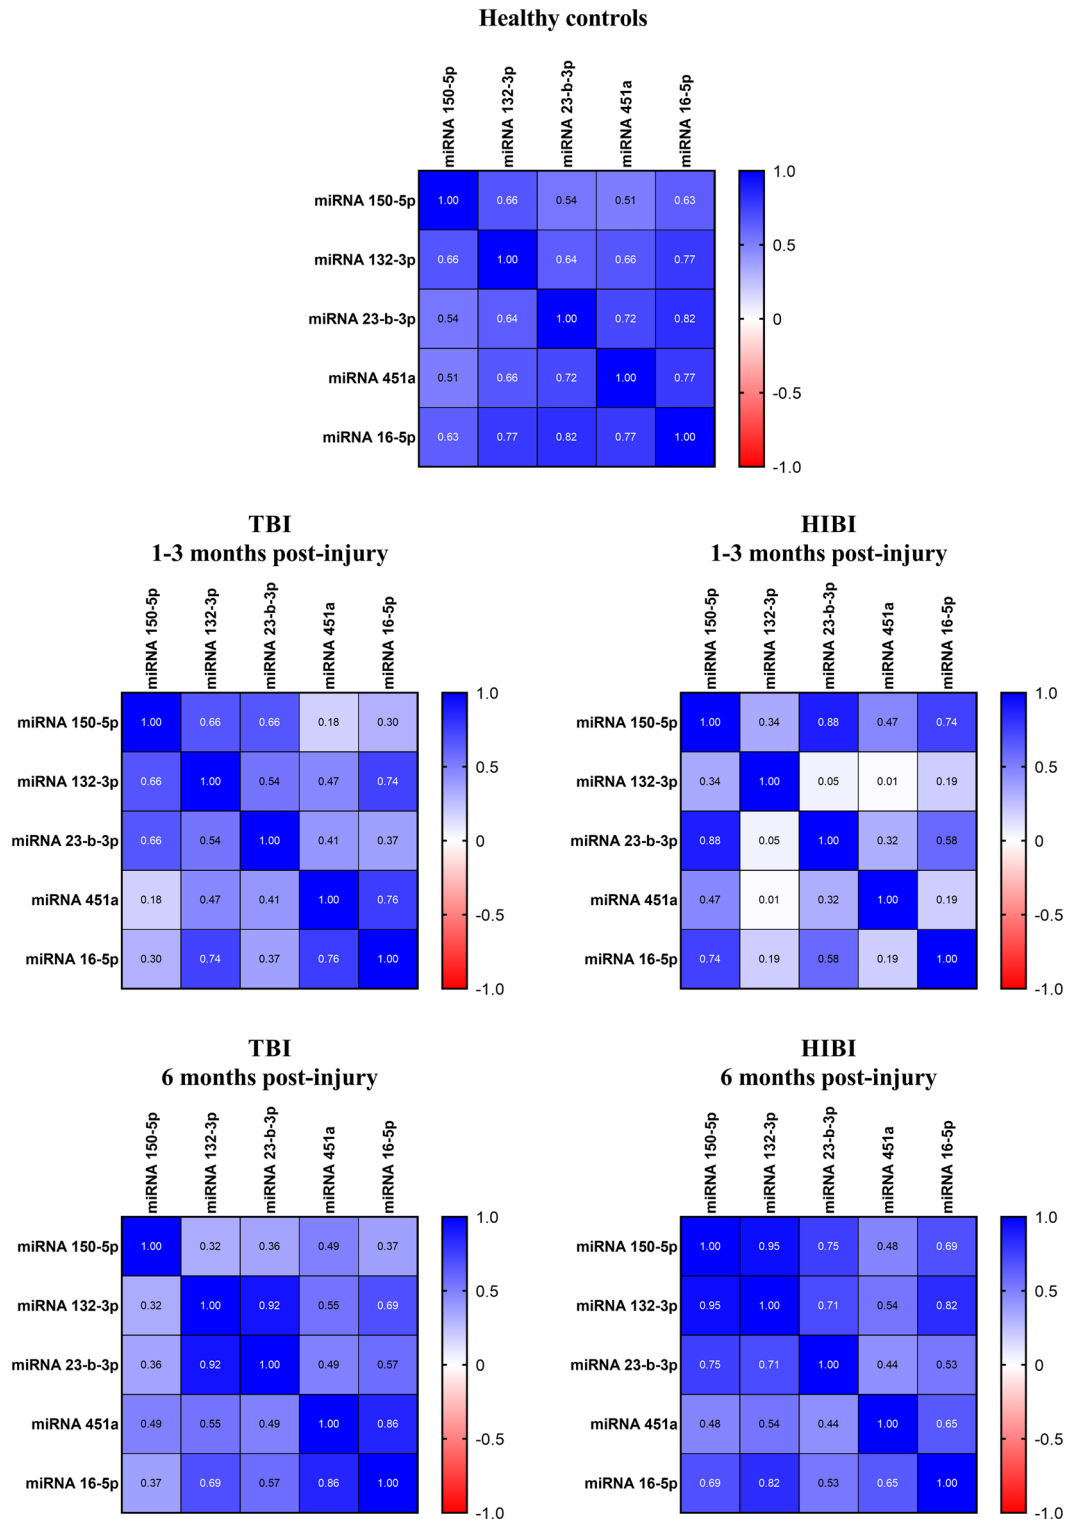 Healthy controls
miRNA 150-5p
miRNA 132-3p
miRNA 23-b-3p
miRNA 451a
miRNA 16-5p
miRNA 150-5p 1.00 0.66 0.54 0.51 0.63
miRNA 132-3p 0.66 1.00 0.64 0.66 0.77
miRNA 23-b-3p 0.54 0.64 1.00 0.72 0.82
miRNA 451a 0.51 0.66 0.72 1.00 0.77
miRNA 16-5p 0.63 0.77 0.82 0.77 1.00
1.0
0.5
0
-0.5
-1.0
TBI
1-3 months post-injury
miRNA 150-5p
miRNA 132-3p
miRNA 23-b-3p
miRNA 451a
miRNA 16-5p
miRNA 150-5p 1.00 0.66 0.66 0.18 0.30
miRNA 132-3p 0.66 1.00 0.54 0.47 0.74
miRNA 23-b-3p 0.66 0.54 1.00 0.41 0.37
miRNA 451a 0.18 0.47 0.41 1.00 0.76
miRNA 16-5p 0.30 0.74 0.37 0.76 1.00
1.0
0.5
0
-0.5
-1.0
HIBI
1-3 months post-injury
miRNA 150-5p
miRNA 132-3p
miRNA 23-b-3p
miRNA 451a
miRNA 16-5p
miRNA 150-5p 1.00 0.34 0.88 0.47 0.74
miRNA 132-3p 0.34 1.00 0.05 0.01 0.19
miRNA 23-b-3p 0.88 0.05 1.00 0.32 0.58
miRNA 451a 0.47 0.01 0.32 1.00 0.19
miRNA 16-5p 0.74 0.19 0.58 0.19 1.00
1.0
0.5
0
-0.5
-1.0
TBI
6 months post-injury
miRNA 150-5p
miRNA 132-3p
miRNA 23-b-3p
miRNA 451a
miRNA 16-5p
miRNA 150-5p 1.00 0.32 0.36 0.49 0.37
miRNA 132-3p 0.32 1.00 0.92 0.55 0.69
miRNA 23-b-3p 0.36 0.92 1.00 0.49 0.57
miRNA 451a 0.49 0.55 0.49 1.00 0.86
miRNA 16-5p 0.37 0.69 0.57 0.86 1.00
1.0
0.5
0
-0.5
-1.0
HIBI
6 months post-injury
miRNA 150-5p
miRNA 132-3p
miRNA 23-b-3p
miRNA 451a
miRNA 16-5p
miRNA 150-5p 1.00 0.95 0.75 0.48 0.69
miRNA 132-3p 0.95 1.00 0.71 0.54 0.82
miRNA 23-b-3p 0.75 0.71 1.00 0.44 0.53
miRNA 451a 0.48 0.54 0.44 1.00 0.65
miRNA 16-5p 0.69 0.82 0.53 0.65 1.00
1.0
0.5
0
-0.5
-1.0